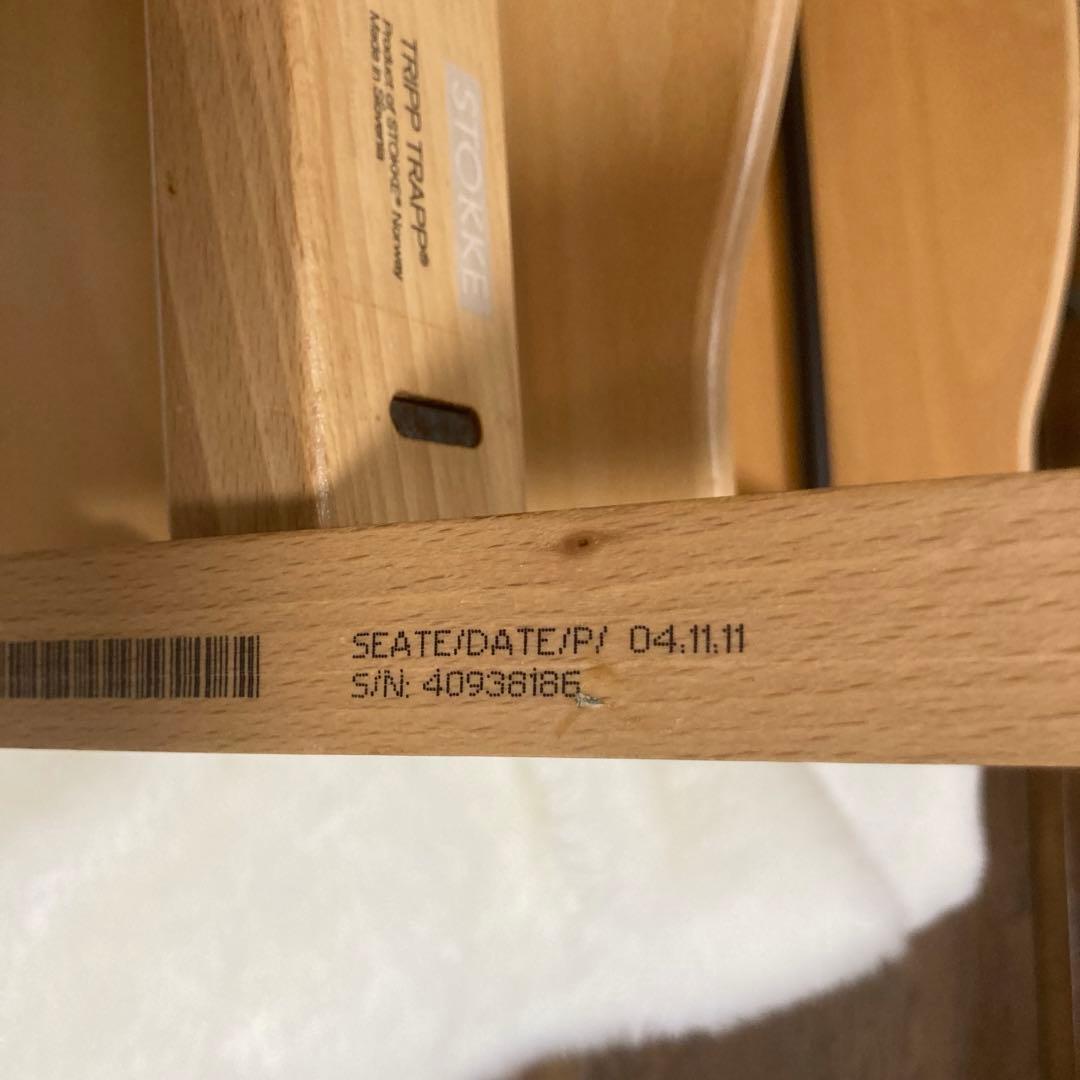 STOKKE
TRIPP TRAPP®
Product of STOKKE® Norway
Made in Slovenia
SEATE/DATE/P/ 04.11.11
S/N: 40938186